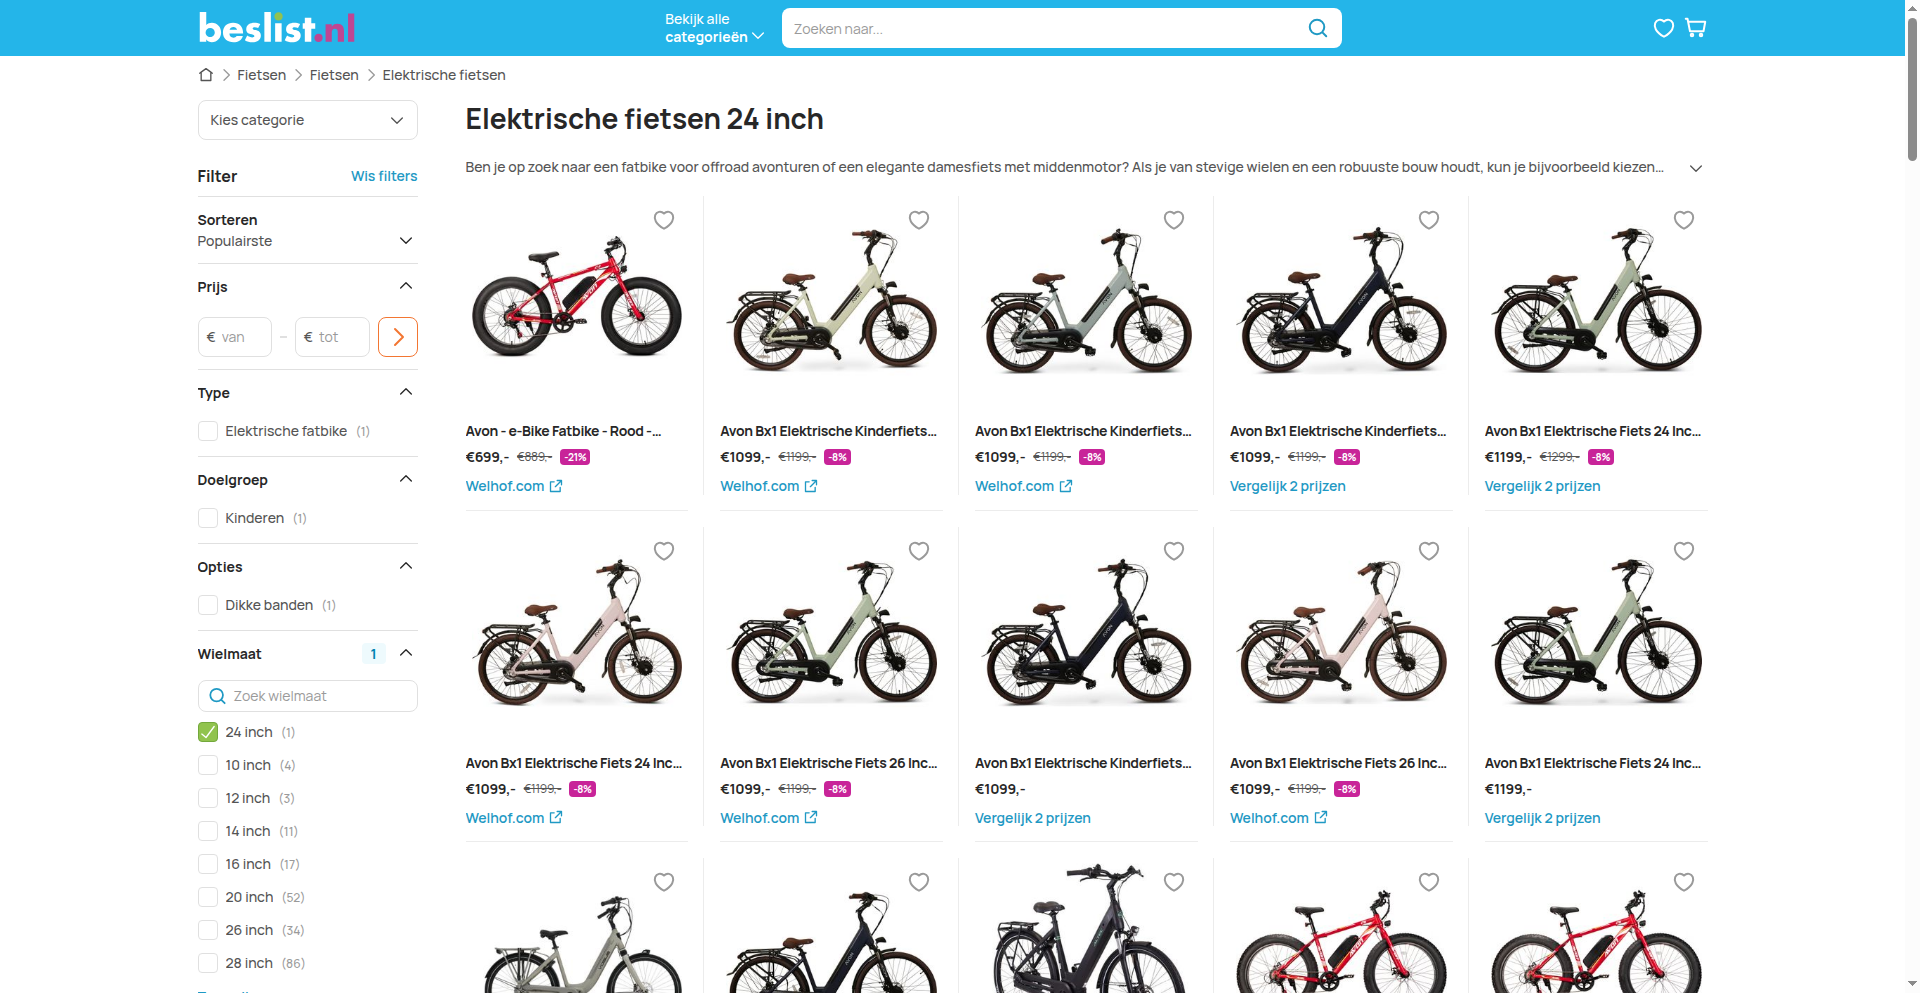 beslist.nl
Bekijk alle
categorieën
Zoeken naar...
Fietsen
Fietsen
Elektrische fietsen
Kies categorie
Filter
Wis filters
Sorteren
Populairste
Prijs
€ van
–
€ tot
Type
Elektrische fatbike (1)
Doelgroep
Kinderen (1)
Opties
Dikke banden (1)
Wielmaat
1
Zoek wielmaat
24 inch (1)
10 inch (4)
12 inch (3)
14 inch (11)
16 inch (17)
20 inch (52)
26 inch (34)
28 inch (86)
Elektrische fietsen 24 inch
Ben je op zoek naar een fatbike voor offroad avonturen of een elegante damesfiets met middenmotor? Als je van stevige wielen en een robuuste bouw houdt, kun je bijvoorbeeld kiezen...
Avon - e-Bike Fatbike - Rood -...
€699,- €889,- -21%
Welhof.com
Avon Bx1 Elektrische Kinderfiets...
€1099,- €1199,- -8%
Welhof.com
Avon Bx1 Elektrische Kinderfiets...
€1099,- €1199,- -8%
Welhof.com
Avon Bx1 Elektrische Kinderfiets...
€1099,- €1199,- -8%
Vergelijk 2 prijzen
Avon Bx1 Elektrische Fiets 24 Inc...
€1199,- €1299,- -8%
Vergelijk 2 prijzen
Avon Bx1 Elektrische Fiets 24 Inc...
€1099,- €1199,- -8%
Welhof.com
Avon Bx1 Elektrische Fiets 26 Inc...
€1099,- €1199,- -8%
Welhof.com
Avon Bx1 Elektrische Kinderfiets...
€1099,-
Vergelijk 2 prijzen
Avon Bx1 Elektrische Fiets 26 Inc...
€1099,- €1199,- -8%
Welhof.com
Avon Bx1 Elektrische Fiets 24 Inc...
€1199,-
Vergelijk 2 prijzen